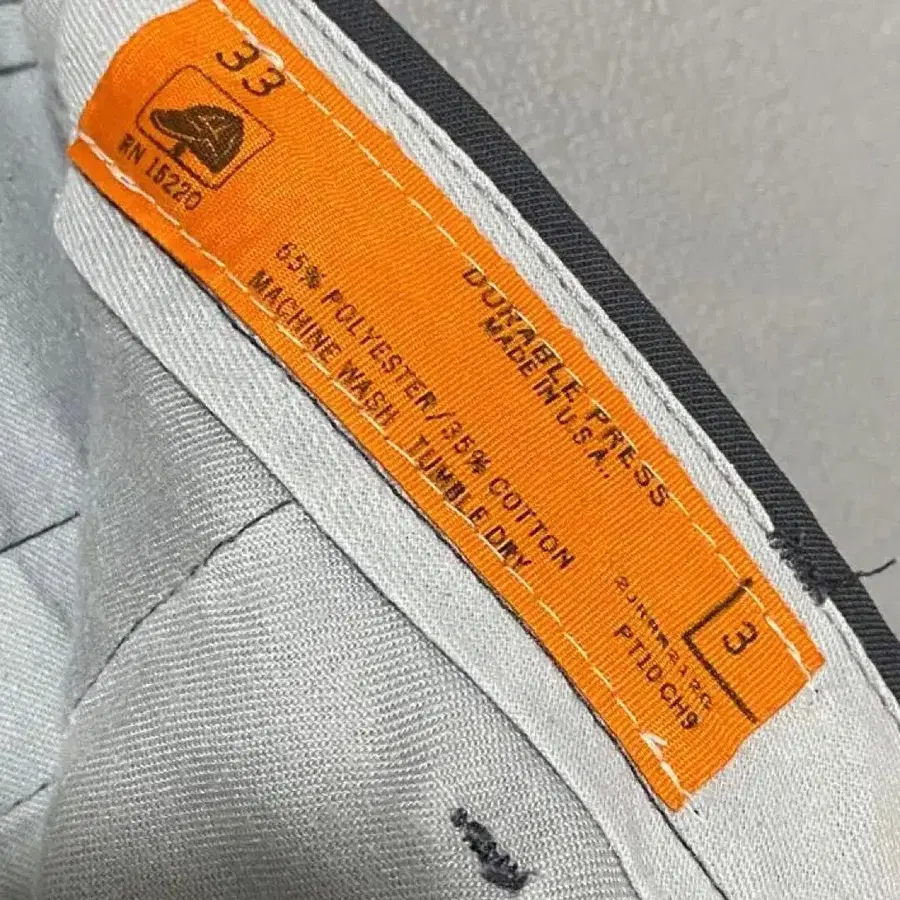 33
RN 15220
DURABLE PRESS
MADE IN U.S.A.
65% POLYESTER/35% COTTON
MACHINE WASH TUMBLE DRY
3
PT10CH9